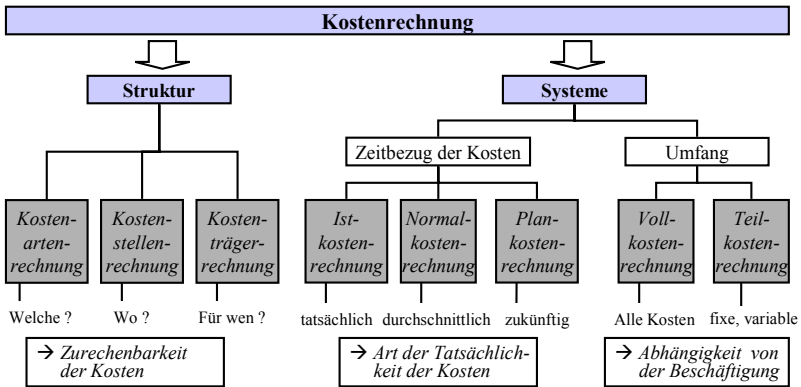 Kostenrechnung
Struktur
Systeme
Zeitbezug der Kosten
Umfang
Kosten-
arten-
rechnung
Kosten-
stellen-
rechnung
Kosten-
träger-
rechnung
Ist-
kosten-
rechnung
Normal-
kosten-
rechnung
Plan-
kosten-
rechnung
Voll-
kosten-
rechnung
Teil-
kosten-
rechnung
Welche ?
Wo ?
Für wen ?
tatsächlich
durchschnittlich
zukünftig
Alle Kosten
fixe, variable
→ Zurechenbarkeit
der Kosten
→ Art der Tatsächlich-
keit der Kosten
→ Abhängigkeit von
der Beschäftigung